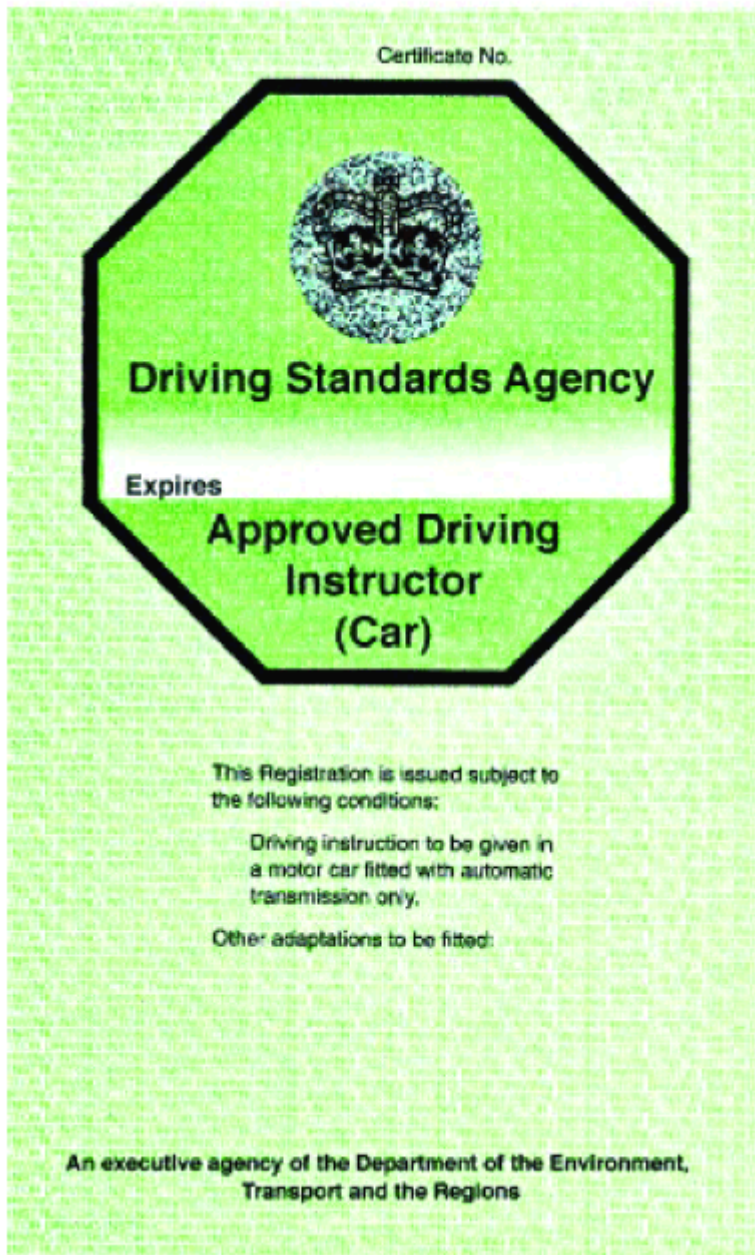 Certificate No.
Driving Standards Agency
Expires
Approved Driving
Instructor
(Car)
This Registration is issued subject to
the following conditions:
Driving instruction to be given in
a motor car fitted with automatic
transmission only.
Other adaptations to be fitted:
An executive agency of the Department of the Environment,
Transport and the Regions